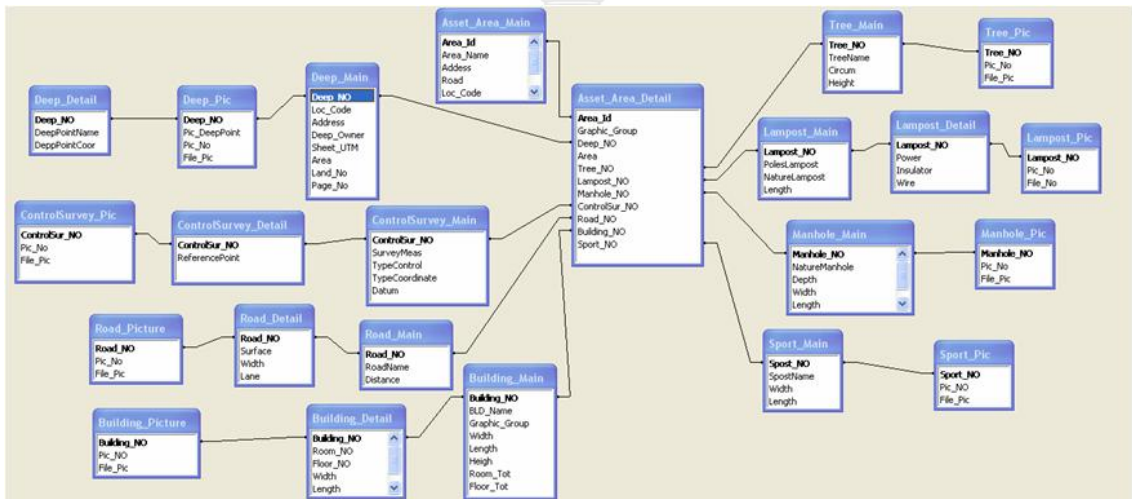 Asset_Area_Main
Area_Id
Area_Name
Addess
Road
Loc_Code
Tree_Main
Tree_NO
TreeName
Circum
Height
Tree_Pic
Tree_NO
Pic_No
File_Pic
Deep_Detail
Deep_NO
DeepPointName
DeppPointCoor
Deep_Pic
Deep_NO
Pic_DeepPoint
Pic_No
File_Pic
Deep_Main
Deep_NO
Loc_Code
Address
Deep_Owner
Sheet_UTM
Area
Land_No
Page_No
Asset_Area_Detail
Area_Id
Graphic_Group
Deep_NO
Area
Tree_NO
Lampost_NO
Manhole_NO
ControlSur_NO
Road_NO
Building_NO
Sport_NO
Lampost_Main
Lampost_NO
PolesLampost
NatureLampost
Length
Lampost_Detail
Lampost_NO
Power
Insulator
Wire
Lampost_Pic
Lampost_NO
Pic_No
File_No
ControlSurvey_Pic
ControlSur_NO
Pic_No
File_Pic
ControlSurvey_Detail
ControlSur_NO
ReferencePoint
ControlSurvey_Main
ControlSur_NO
SurveyMeas
TypeControl
TypeCoordinate
Datum
Manhole_Main
Manhole_NO
NatureManhole
Depth
Width
Length
Manhole_Pic
Manhole_NO
Pic_No
File_Pic
Road_Picture
Road_NO
Pic_No
File_Pic
Road_Detail
Road_NO
Surface
Width
Lane
Road_Main
Road_NO
RoadName
Distance
Sport_Main
Spost_NO
SpostName
Width
Length
Sport_Pic
Sport_NO
Pic_NO
File_Pic
Building_Picture
Building_NO
Pic_NO
File_Pic
Building_Detail
Building_NO
Room_NO
Floor_NO
Width
Length
Building_Main
Building_NO
BLD_Name
Graphic_Group
Width
Length
Heigh
Room_Tot
Floor_Tot